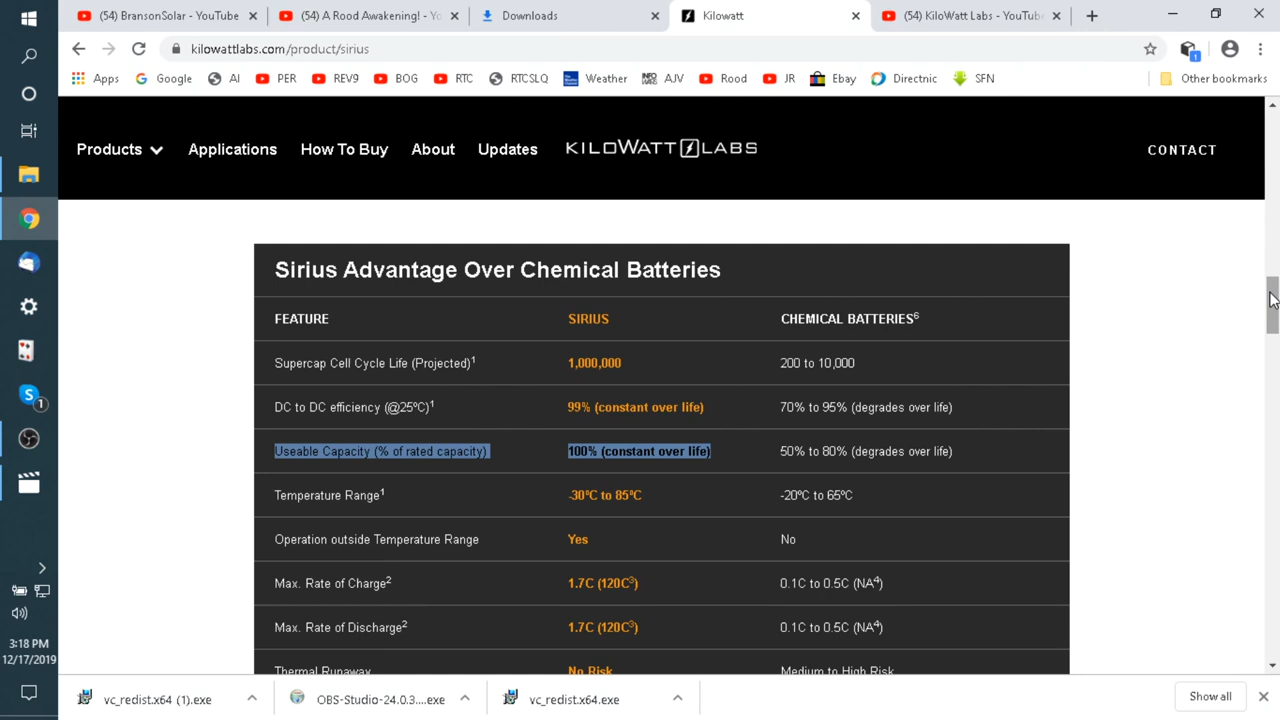 (54) BransonSolar - YouTube
(54) A Rood Awakening! - Yo
Downloads
Kilowatt
(54) KiloWatt Labs - YouTube
kilowattlabs.com/product/sirius
Apps Google AI PER REV9 BOG RTC RTCSLQ Weather AJV Rood JR Ebay Directnic SFN Other bookmarks
Products Applications How To Buy About Updates KILOWATT LABS CONTACT
Sirius Advantage Over Chemical Batteries
FEATURE SIRIUS CHEMICAL BATTERIES⁶
Supercap Cell Cycle Life (Projected)¹ 1,000,000 200 to 10,000
DC to DC efficiency (@25ºC)¹ 99% (constant over life) 70% to 95% (degrades over life)
Useable Capacity (% of rated capacity) 100% (constant over life) 50% to 80% (degrades over life)
Temperature Range¹ -30ºC to 85ºC -20ºC to 65ºC
Operation outside Temperature Range Yes No
Max. Rate of Charge² 1.7C (120C³) 0.1C to 0.5C (NA⁴)
Max. Rate of Discharge² 1.7C (120C³) 0.1C to 0.5C (NA⁴)
Thermal Runaway No Risk Medium to High Risk
1
1
3:18 PM
12/17/2019
vc_redist.x64 (1).exe
OBS-Studio-24.0.3....exe
vc_redist.x64.exe
Show all